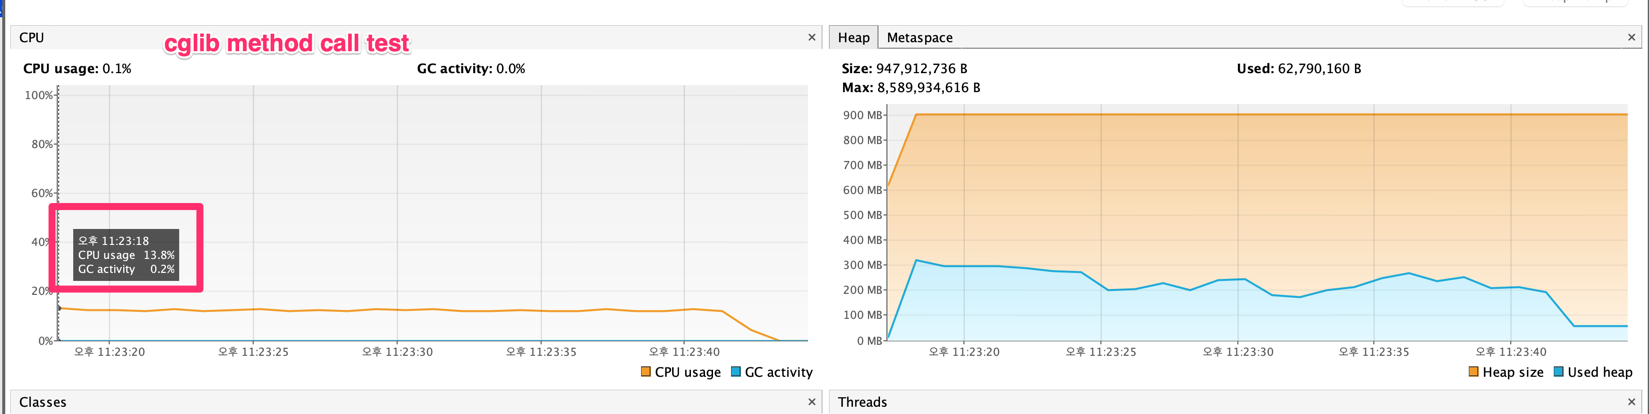 CPU
cglib method call test
CPU usage: 0.1%
GC activity: 0.0%
100%
80%
60%
40%
20%
0%
오후 11:23:18
CPU usage 13.8%
GC activity 0.2%
오후 11:23:20
오후 11:23:25
오후 11:23:30
오후 11:23:35
오후 11:23:40
CPU usage
GC activity
Heap
Metaspace
Size: 947,912,736 B
Used: 62,790,160 B
Max: 8,589,934,616 B
900 MB
800 MB
700 MB
600 MB
500 MB
400 MB
300 MB
200 MB
100 MB
0 MB
오후 11:23:20
오후 11:23:25
오후 11:23:30
오후 11:23:35
오후 11:23:40
Heap size
Used heap
Classes
Threads